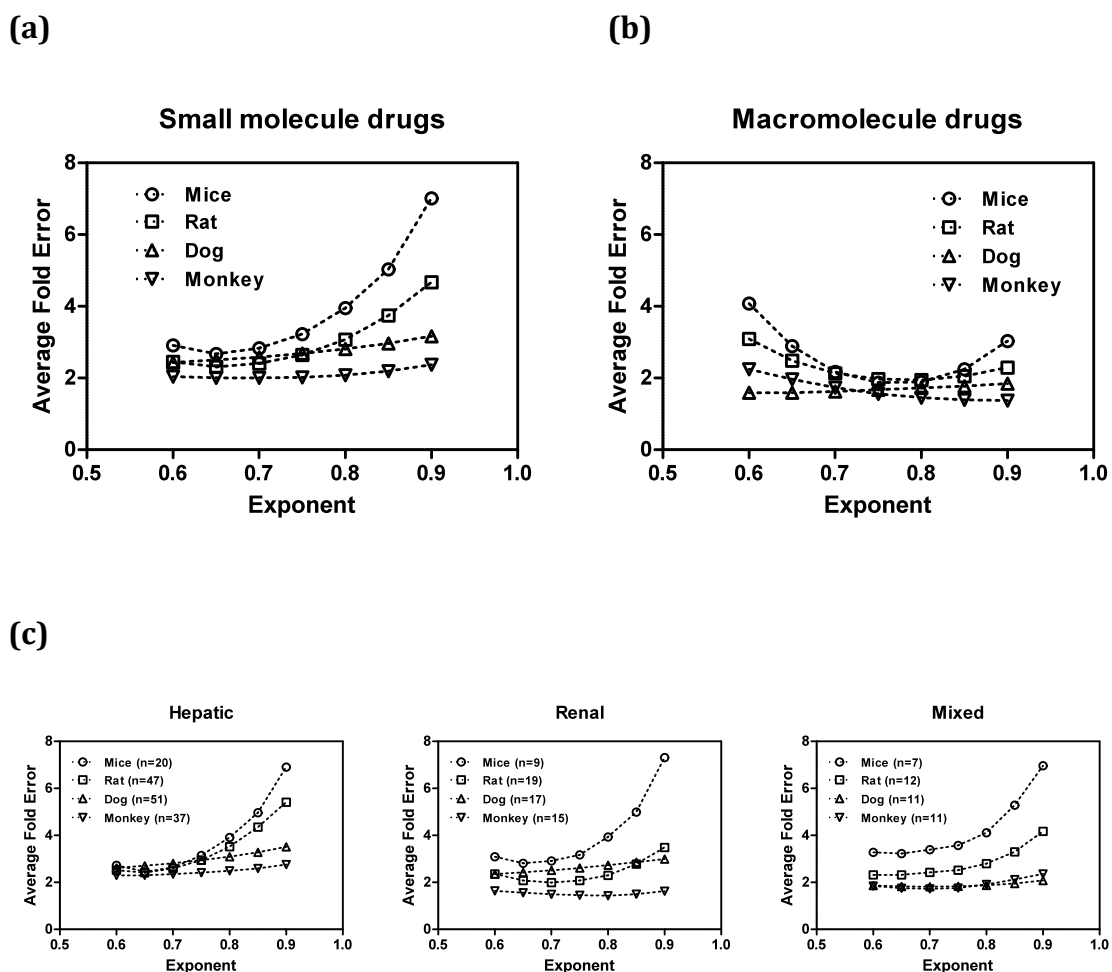 (a)
(b)
Small molecule drugs
Average Fold Error
8
6
4
2
0
Mice
Rat
Dog
Monkey
0.5 0.6 0.7 0.8 0.9 1.0
Exponent
Macromolecule drugs
Average Fold Error
8
6
4
2
0
Mice
Rat
Dog
Monkey
0.5 0.6 0.7 0.8 0.9 1.0
Exponent
(c)
Hepatic
Average Fold Error
8
6
4
2
0
Mice (n=20)
Rat (n=47)
Dog (n=51)
Monkey (n=37)
0.5 0.6 0.7 0.8 0.9 1.0
Exponent
Renal
Average Fold Error
8
6
4
2
0
Mice (n=9)
Rat (n=19)
Dog (n=17)
Monkey (n=15)
0.5 0.6 0.7 0.8 0.9 1.0
Exponent
Mixed
Average Fold Error
8
6
4
2
0
Mice (n=7)
Rat (n=12)
Dog (n=11)
Monkey (n=11)
0.5 0.6 0.7 0.8 0.9 1.0
Exponent